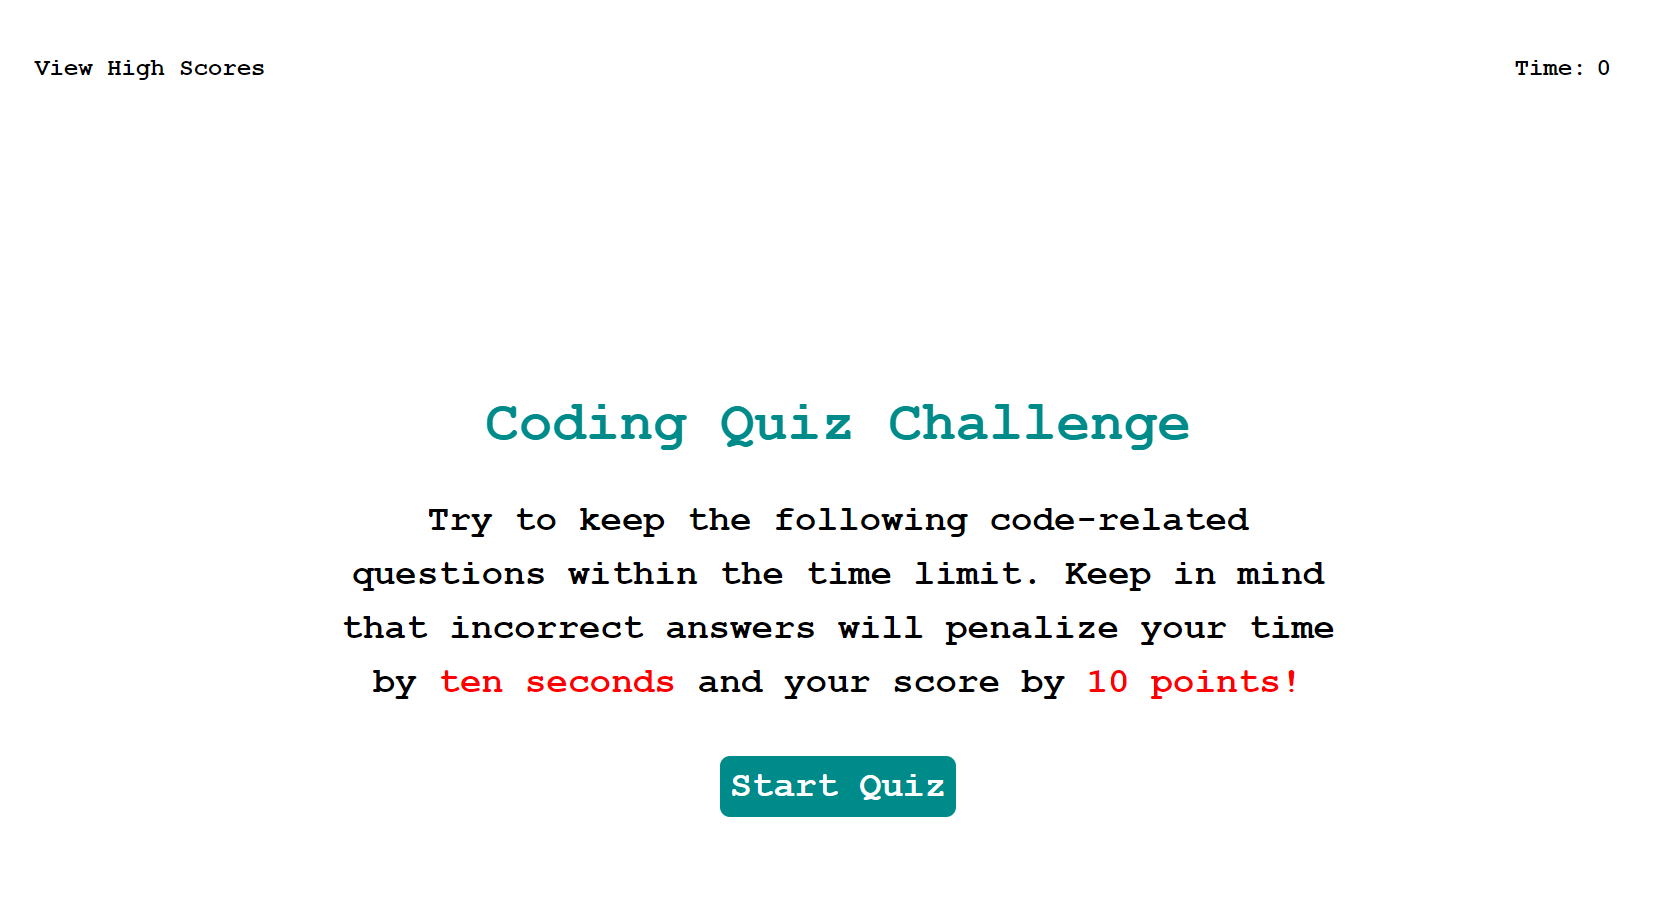 View High Scores
Time: 0
Coding Quiz Challenge
Try to keep the following code-related
questions within the time limit. Keep in mind
that incorrect answers will penalize your time
by ten seconds and your score by 10 points!
Start Quiz